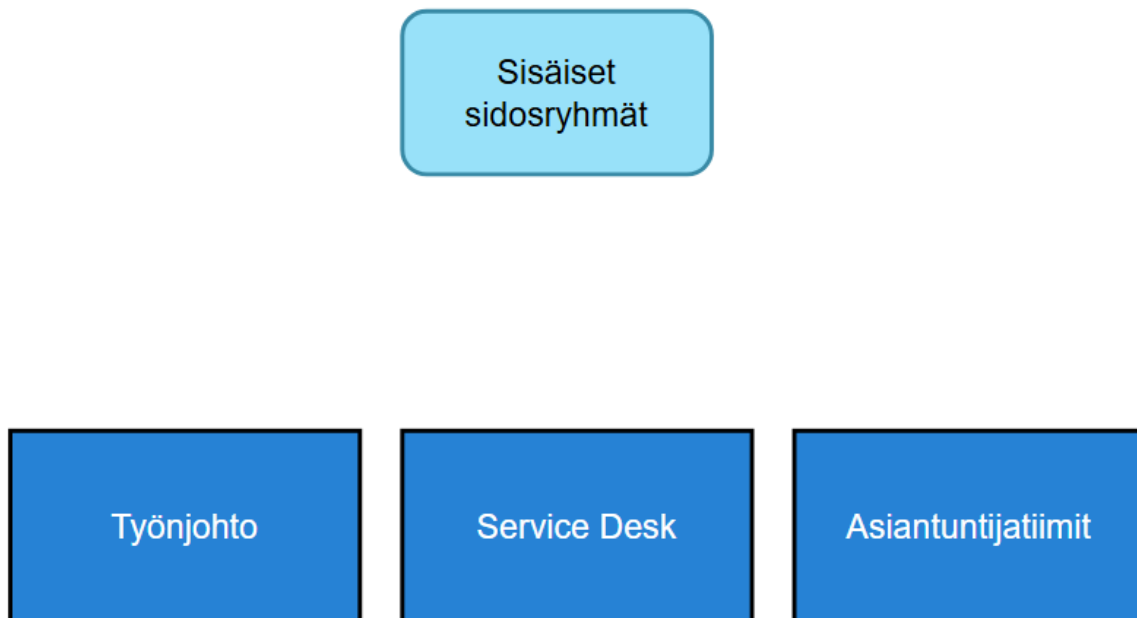 Sisäiset
sidosryhmät
Työnjohto
Service Desk
Asiantuntijatiimit